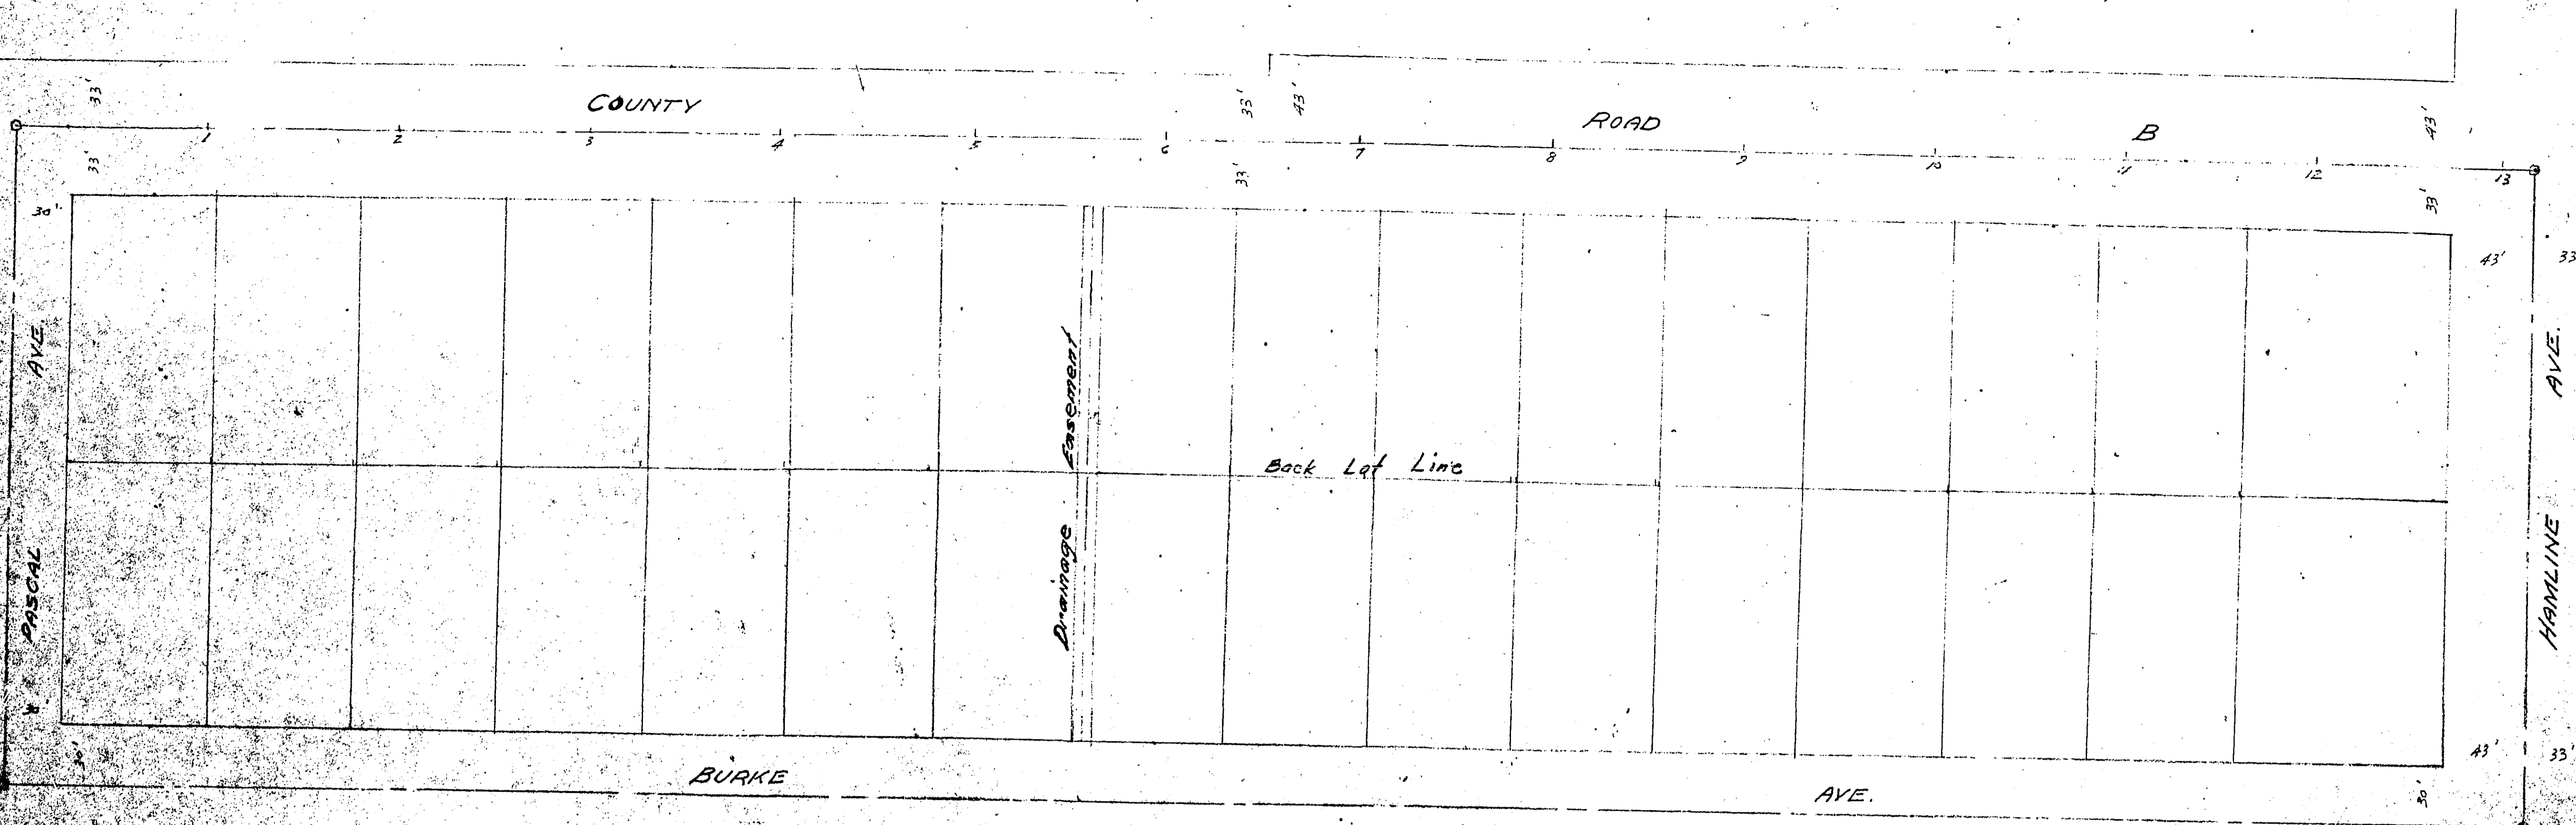 33' 33' 43' 43'
COUNTY ROAD B
1 2 3 4 5 6 7 8 9 10 11 12 13
33' 33' 33'
30' 43' 33
PASCAL AVE.
Drainage Easement
Back Lot Line
HAMLINE AVE.
30' 43' 33'
BURKE AVE.
30'